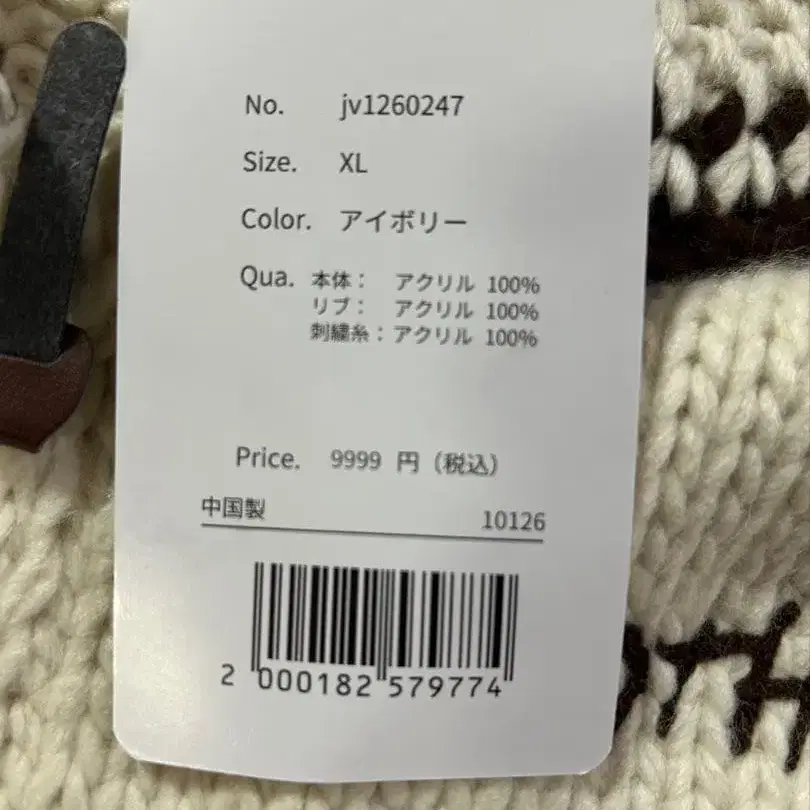 No. jv1260247
Size. XL
Color. アイボリー
Qua. 本体： アクリル 100%
リブ： アクリル 100%
刺繍糸：アクリル 100%
Price. 9999 円（税込）
中国製 10126
2 000182 579774